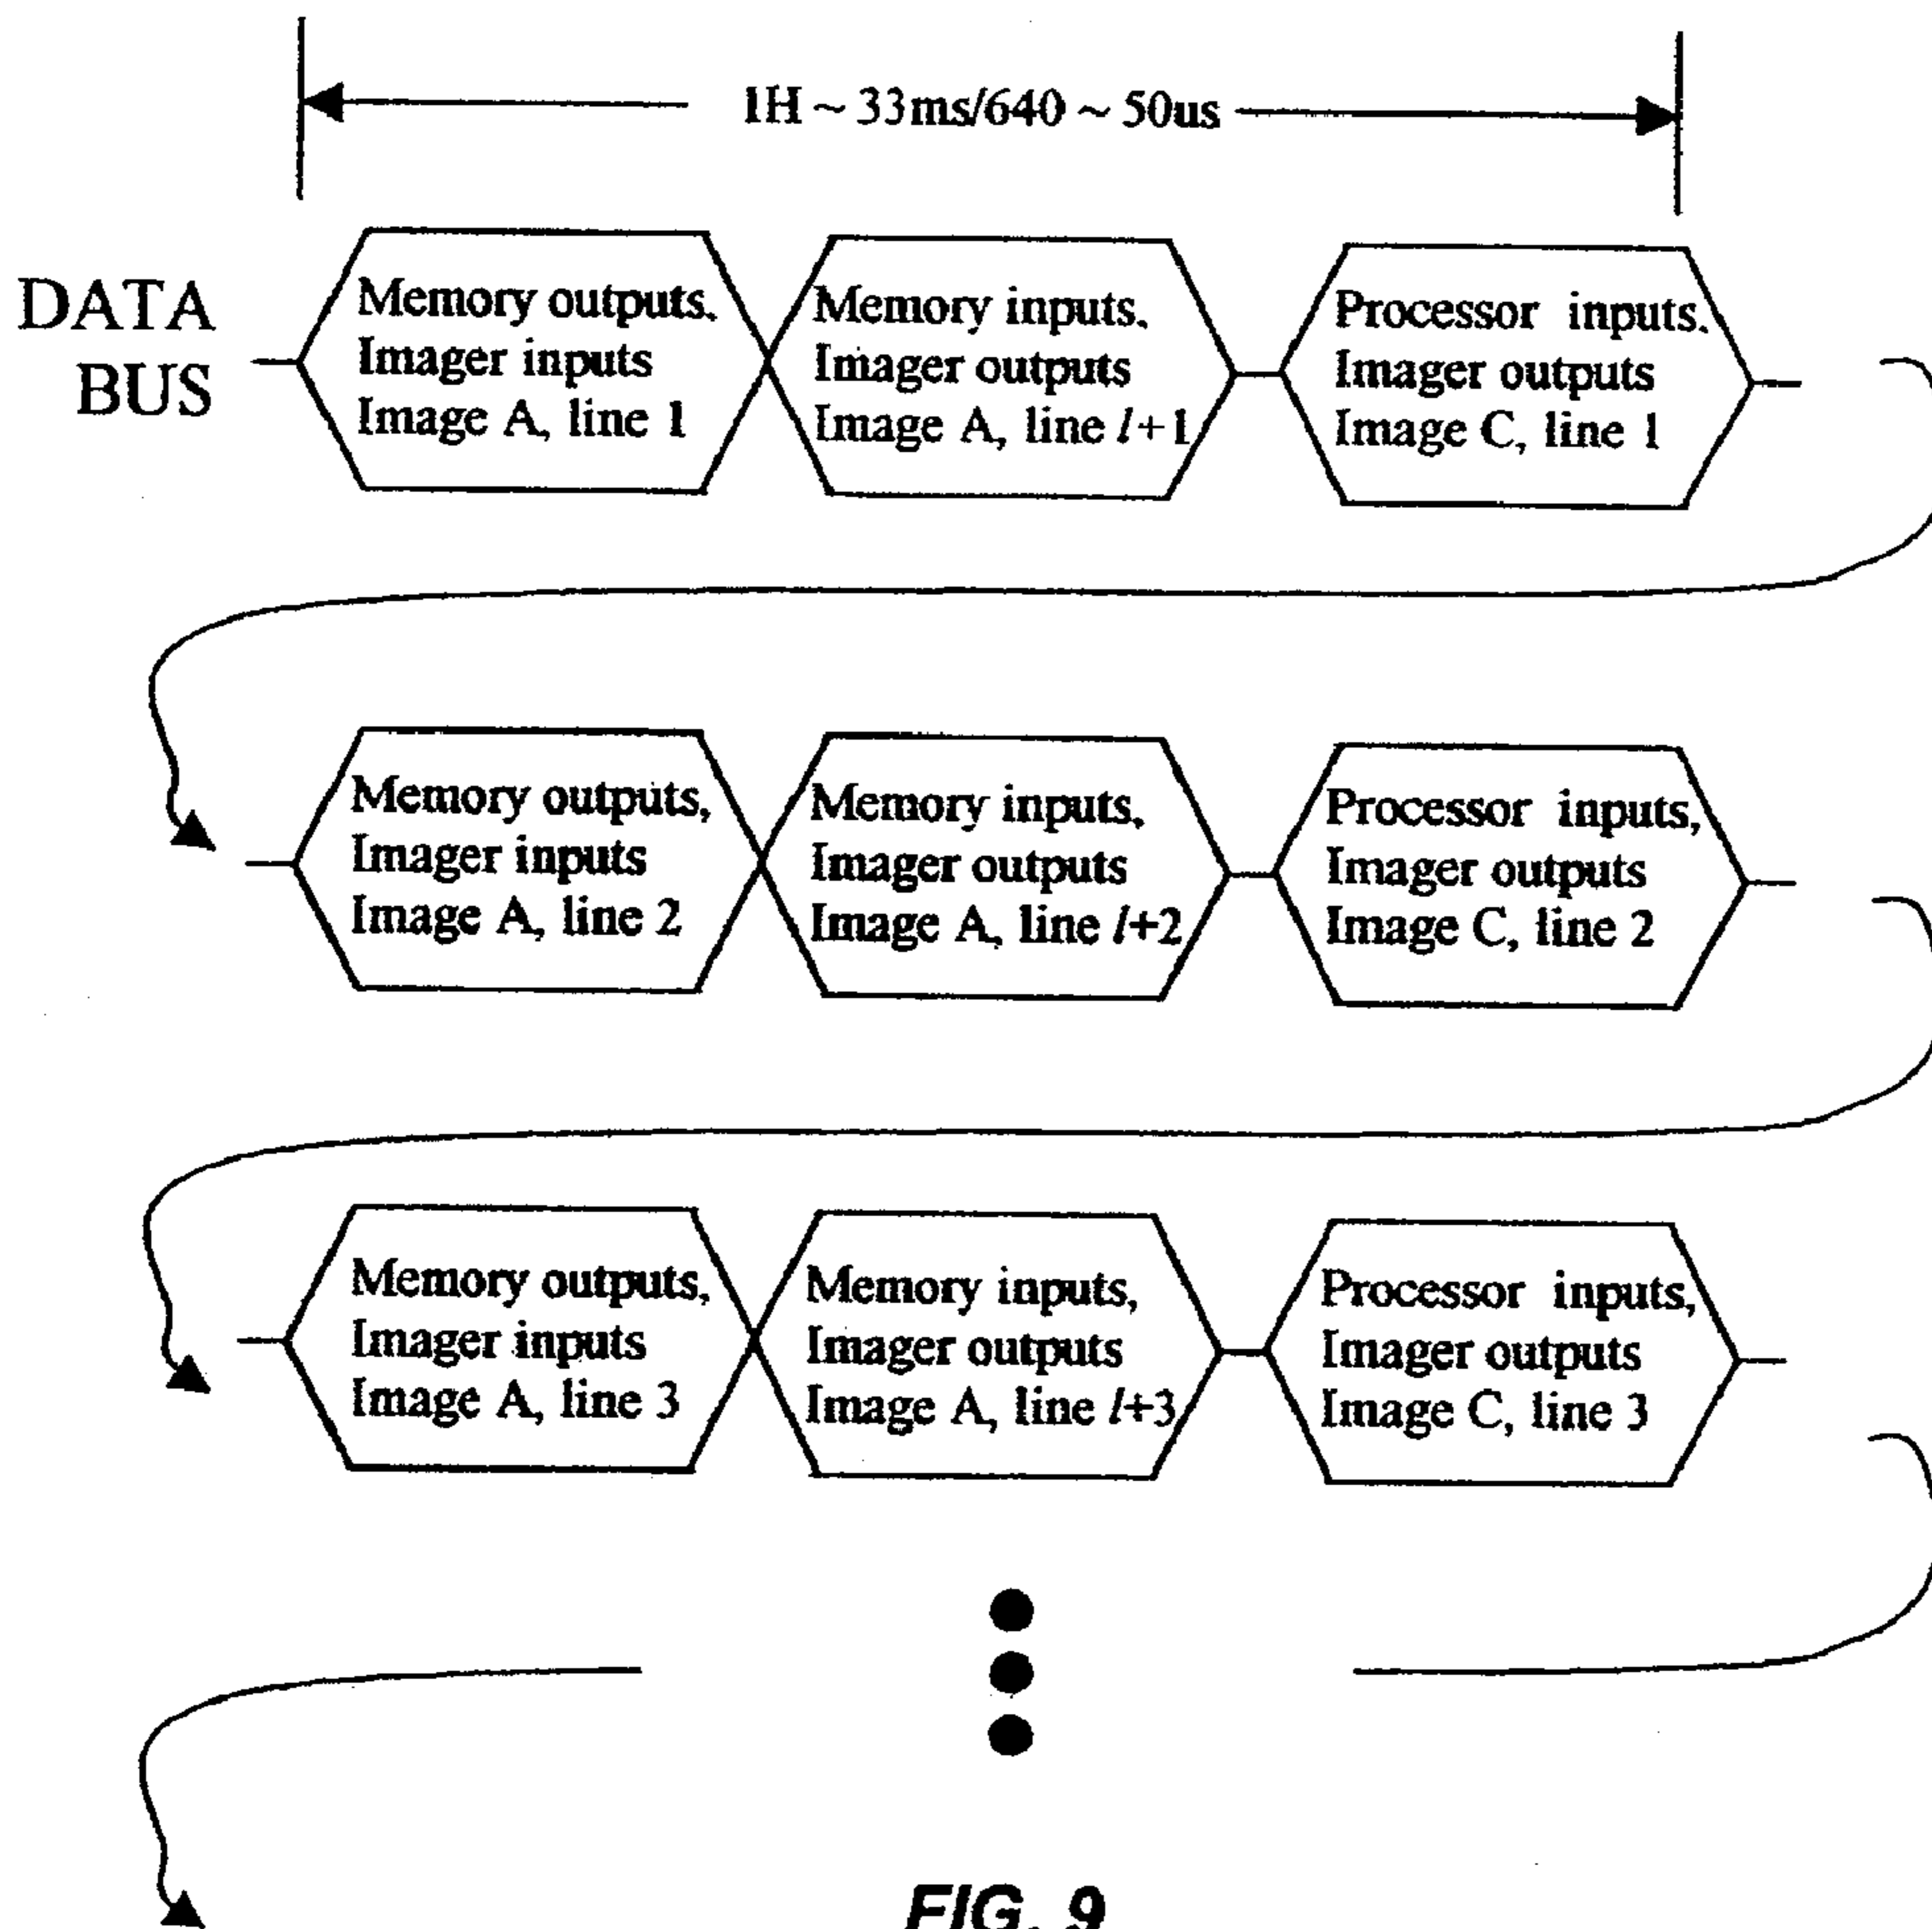 1H ~ 33ms/640 ~ 50us
DATA
BUS
Memory outputs,
Imager inputs
Image A, line 1
Memory inputs,
Imager outputs
Image A, line l+1
Processor inputs,
Imager outputs
Image C, line 1
Memory outputs,
Imager inputs
Image A, line 2
Memory inputs,
Imager outputs
Image A, line l+2
Processor inputs,
Imager outputs
Image C, line 2
Memory outputs,
Imager inputs
Image A, line 3
Memory inputs,
Imager outputs
Image A, line l+3
Processor inputs,
Imager outputs
Image C, line 3
FIG. 9